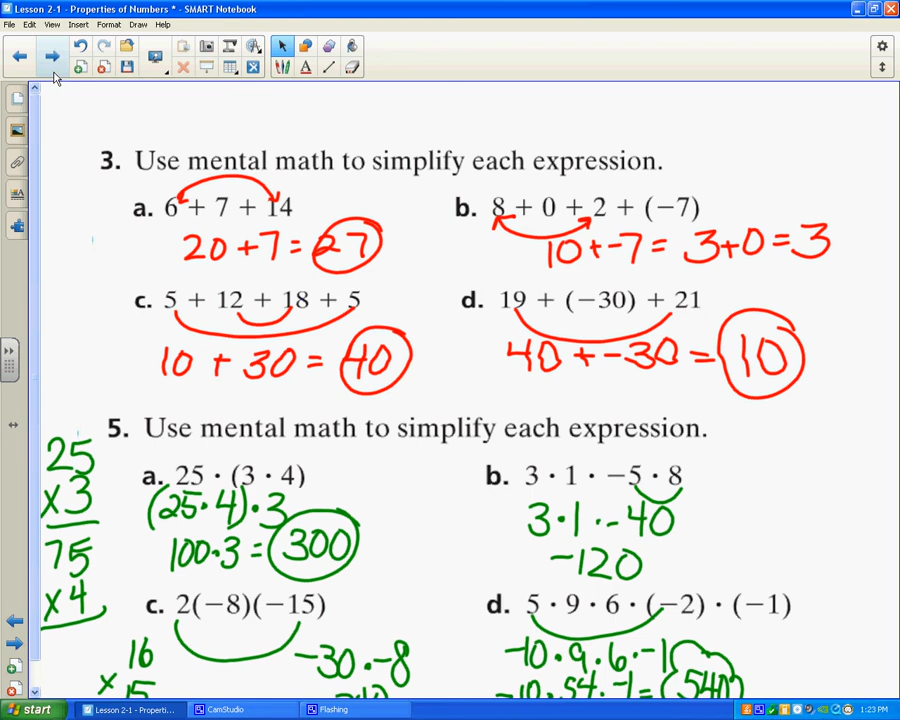 Lesson 2-1 - Properties of Numbers * - SMART Notebook
File Edit View Insert Format Draw Help
3. Use mental math to simplify each expression.
a. 6 + 7 + 14
20 + 7 = 27
b. 8 + 0 + 2 + (−7)
10 + -7 = 3 + 0 = 3
c. 5 + 12 + 18 + 5
10 + 30 = 40
d. 19 + (−30) + 21
40 + -30 = 10
5. Use mental math to simplify each expression.
25
x3
75
x4
a. 25 · (3 · 4)
(25·4)·3
100·3 = 300
b. 3 · 1 · −5 · 8
3·1·-40
-120
c. 2(−8)(−15)
16
x 15
-30·-8
d. 5 · 9 · 6 · (−2) · (−1)
-10·9·6·-1
-10·54·-1 = 540
start
Lesson 2-1 - Properti...
CamStudio
Flashing
1:23 PM